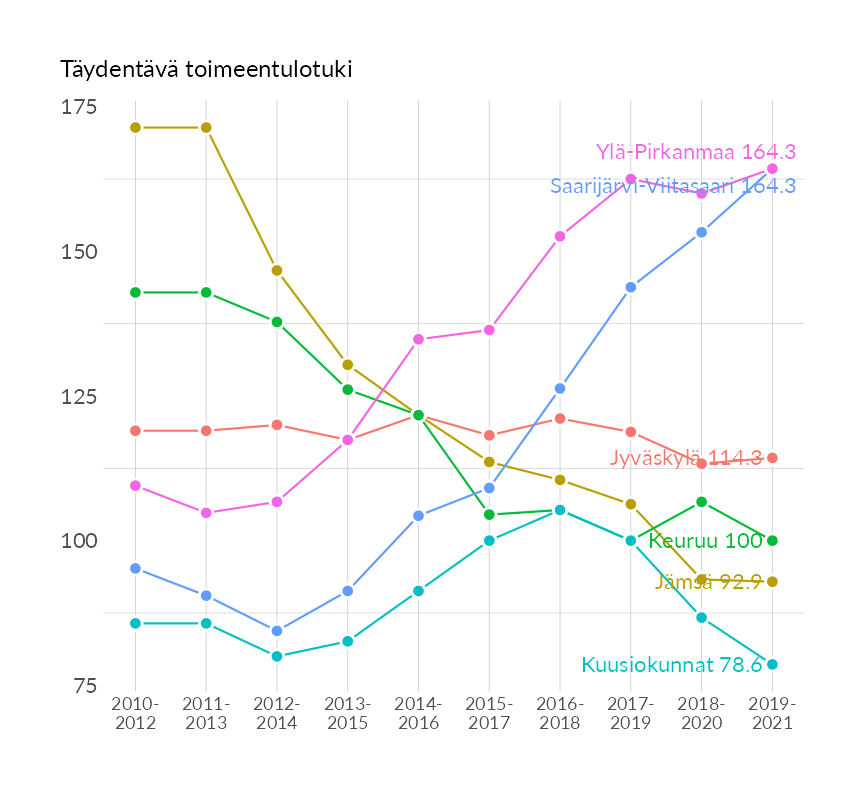 Täydentävä toimeentulotuki
175
Ylä-Pirkanmaa 164.3
Saarijärvi-Viitasaari 164.3
150
125
Jyväskylä 114.3
100
Keuruu 100
Jämsä 92.9
Kuusiokunnat 78.6
75
2010- 2011- 2012- 2013- 2014- 2015- 2016- 2017- 2018- 2019-
2012 2013 2014 2015 2016 2017 2018 2019 2020 2021